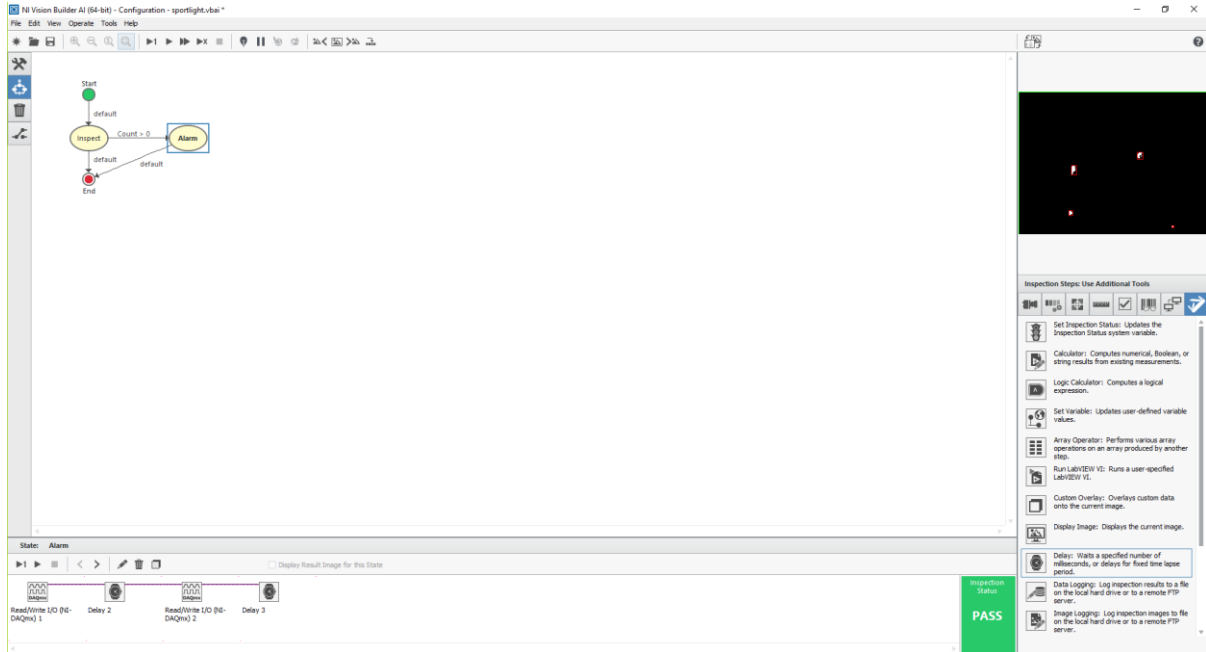 NI Vision Builder AI (64-bit) - Configuration - sportlight.vbai *
File Edit View Operate Tools Help
Start
default
Inspect
Count > 0
Alarm
default
default
End
Inspection Steps: Use Additional Tools
Set Inspection Status: Updates the
Inspection Status system variable.
Calculator: Computes numerical, Boolean, or
string results from existing measurements.
Logic Calculator: Computes a logical
expression.
Set Variable: Updates user-defined variable
values.
Array Operator: Performs various array
operations on an array produced by another
step.
Run LabVIEW VI: Runs a user-specified
LabVIEW VI.
Custom Overlay: Overlays custom data
onto the current image.
Display Image: Displays the current image.
Delay: Waits a specified number of
milliseconds, or delays for fixed time lapse
period.
Data Logging: Log inspection results to a file
on the local hard drive or to a remote FTP
server.
Image Logging: Log inspection images to file
on the local hard drive or to a remote FTP
server.
State: Alarm
Display Result Image for this State
DAQmx
DAQmx
Read/Write I/O (NI-
DAQmx) 1
Delay 2
Read/Write I/O (NI-
DAQmx) 2
Delay 3
Inspection
Status
PASS